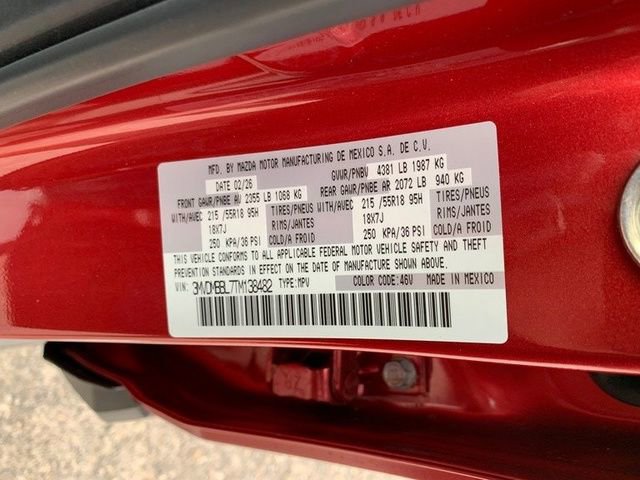 MFD. BY MAZDA MOTOR MANUFACTURING DE MEXICO S.A. DE C.V.
DATE 02/26 GVWR/PNBV 4381 LB 1987 KG
FRONT GAWR/PNBE AV 2355 LB 1068 KG REAR GAWR/PNBE AR 2072 LB 940 KG
WITH/AVEC 215 /55R18 95H TIRES/PNEUS WITH/AVEC 215 /55R18 95H TIRES/PNEUS
18X7J RIMS/JANTES 18X7J RIMS/JANTES
250 KPA/36 PSI COLD/A FROID 250 KPA/36 PSI COLD/A FROID
THIS VEHICLE CONFORMS TO ALL APPLICABLE FEDERAL MOTOR VEHICLE SAFETY AND THEFT
PREVENTION STANDARDS IN EFFECT ON THE DATE OF MANUFACTURE SHOWN ABOVE.
VIN: 3MVDMBBL7TM138482 TYPE:MPV COLOR CODE:46V MADE IN MEXICO